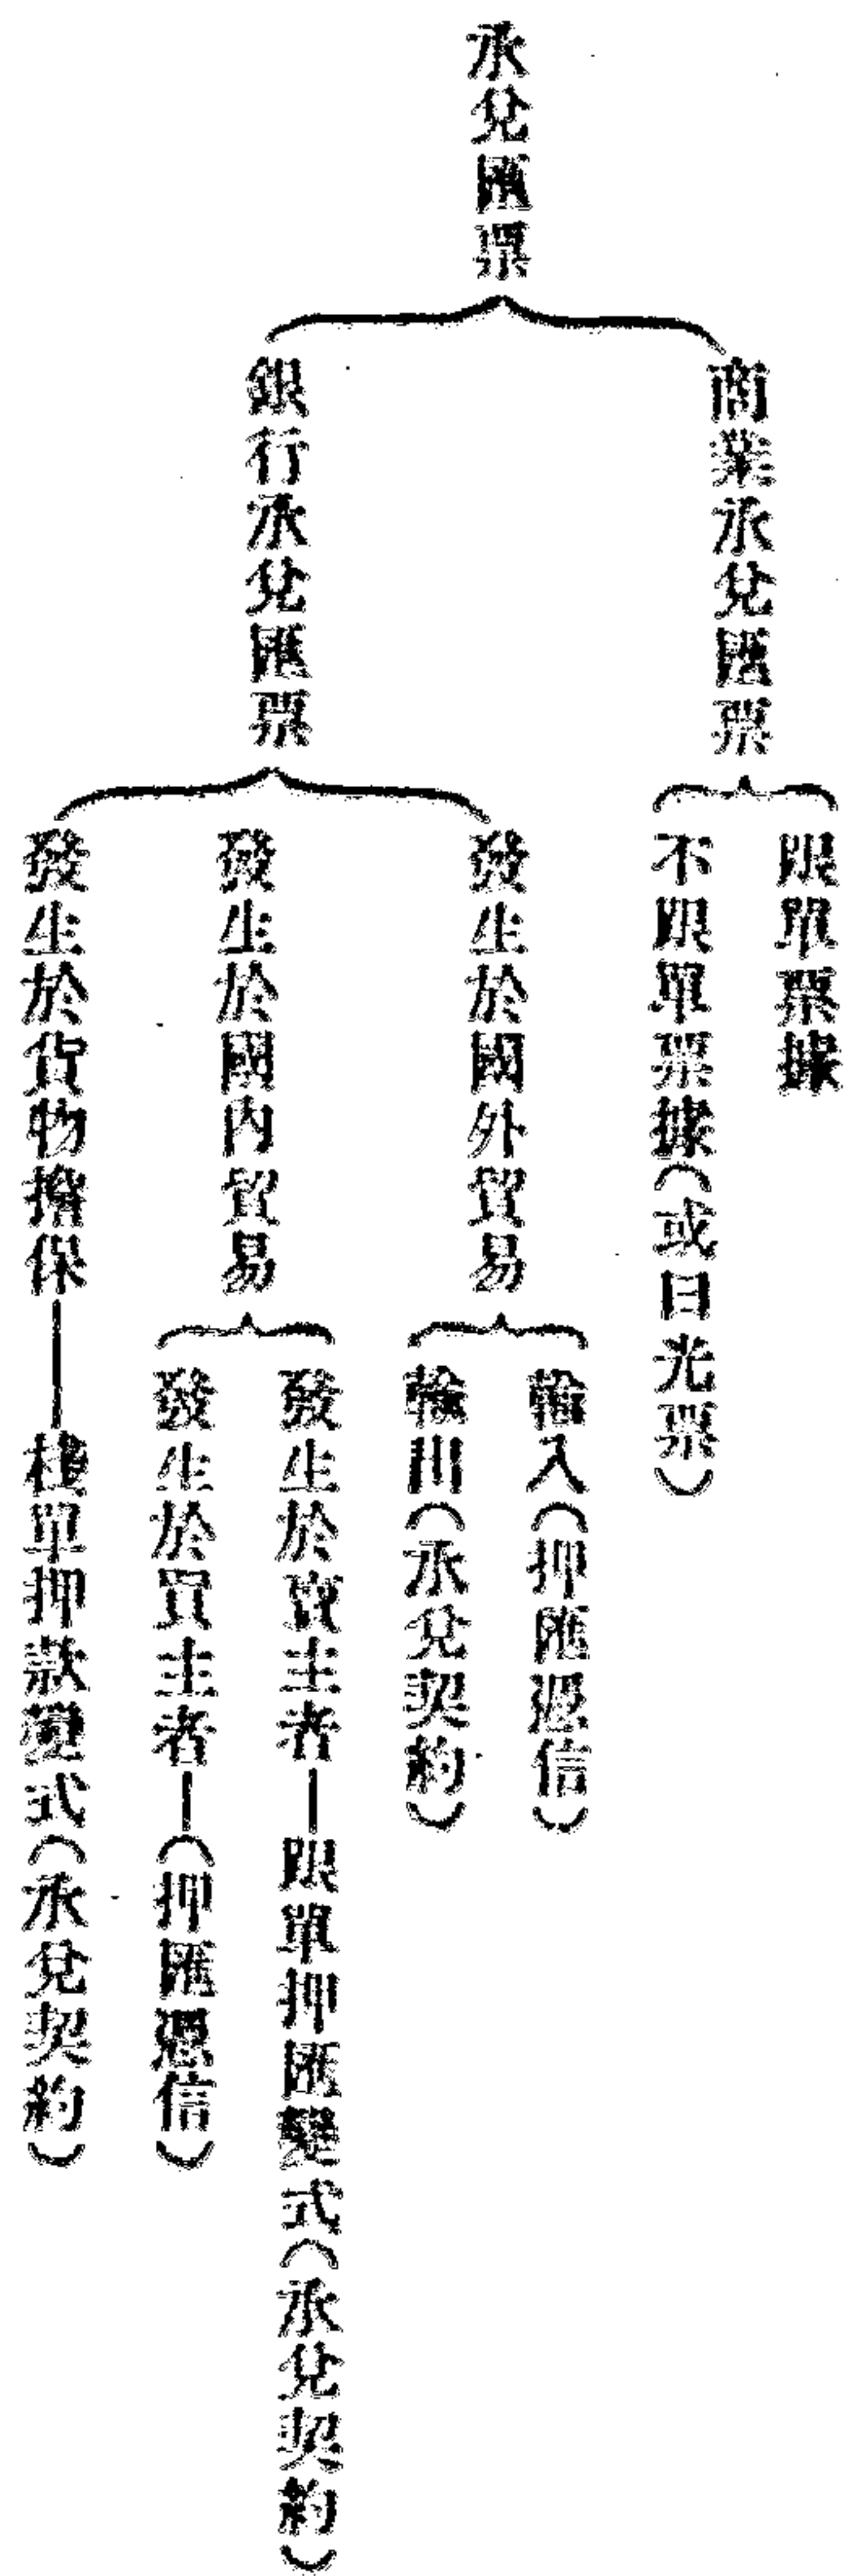 承兌匯票
商業承兌匯票
跟單票據
不跟單票據(或日光票)
銀行承兌匯票
發生於國外貿易
輸入(押匯憑信)
輸出(承兌契約)
發生於國內貿易
發生於賣主者——跟單押匯變式(承兌契約)
發生於買主者——(押匯憑信)
發生於貨物擔保——棧單押款變式(承兌契約)